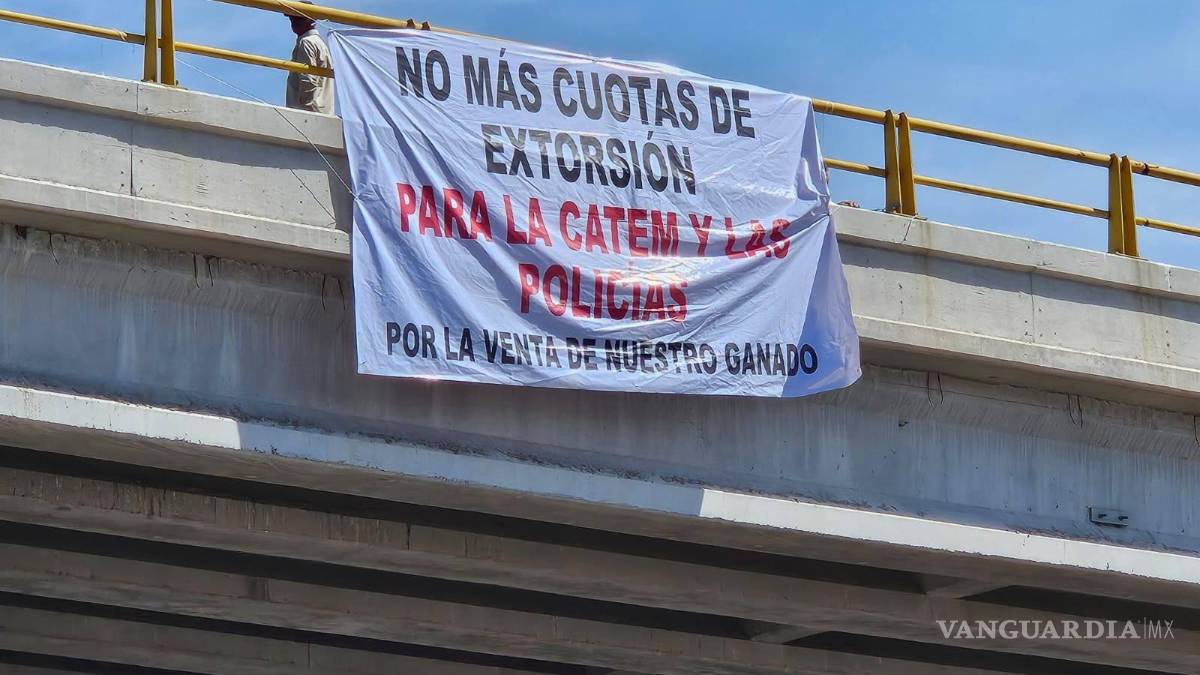 NO MÁS CUOTAS DE
EXTORSIÓN
PARA LA CATEM Y LAS
POLICIAS
POR LA VENTA DE NUESTRO GANADO
VANGUARDIA|MX